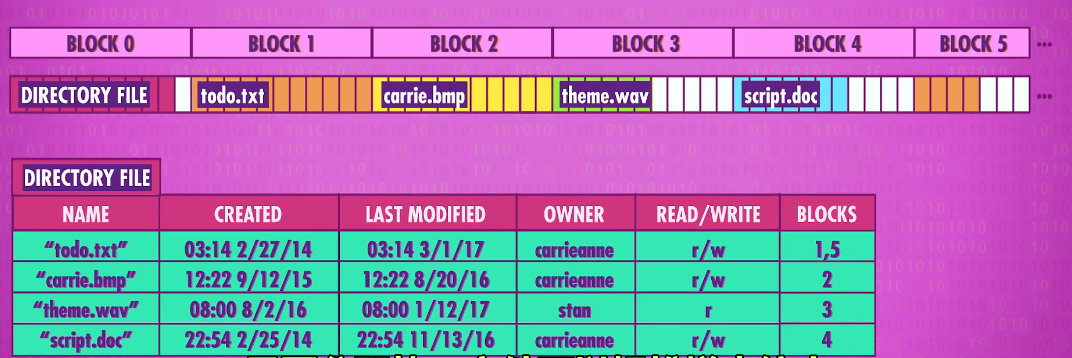 BLOCK 0 BLOCK 1 BLOCK 2 BLOCK 3 BLOCK 4 BLOCK 5 ...
DIRECTORY FILE todo.txt carrie.bmp theme.wav script.doc ...
DIRECTORY FILE
NAME CREATED LAST MODIFIED OWNER READ/WRITE BLOCKS
“todo.txt” 03:14 2/27/14 03:14 3/1/17 carrieanne r/w 1,5
“carrie.bmp” 12:22 9/12/15 12:22 8/20/16 carrieanne r/w 2
“theme.wav” 08:00 8/2/16 08:00 1/12/17 stan r 3
“script.doc” 22:54 2/25/14 22:54 11/13/16 carrieanne r/w 4